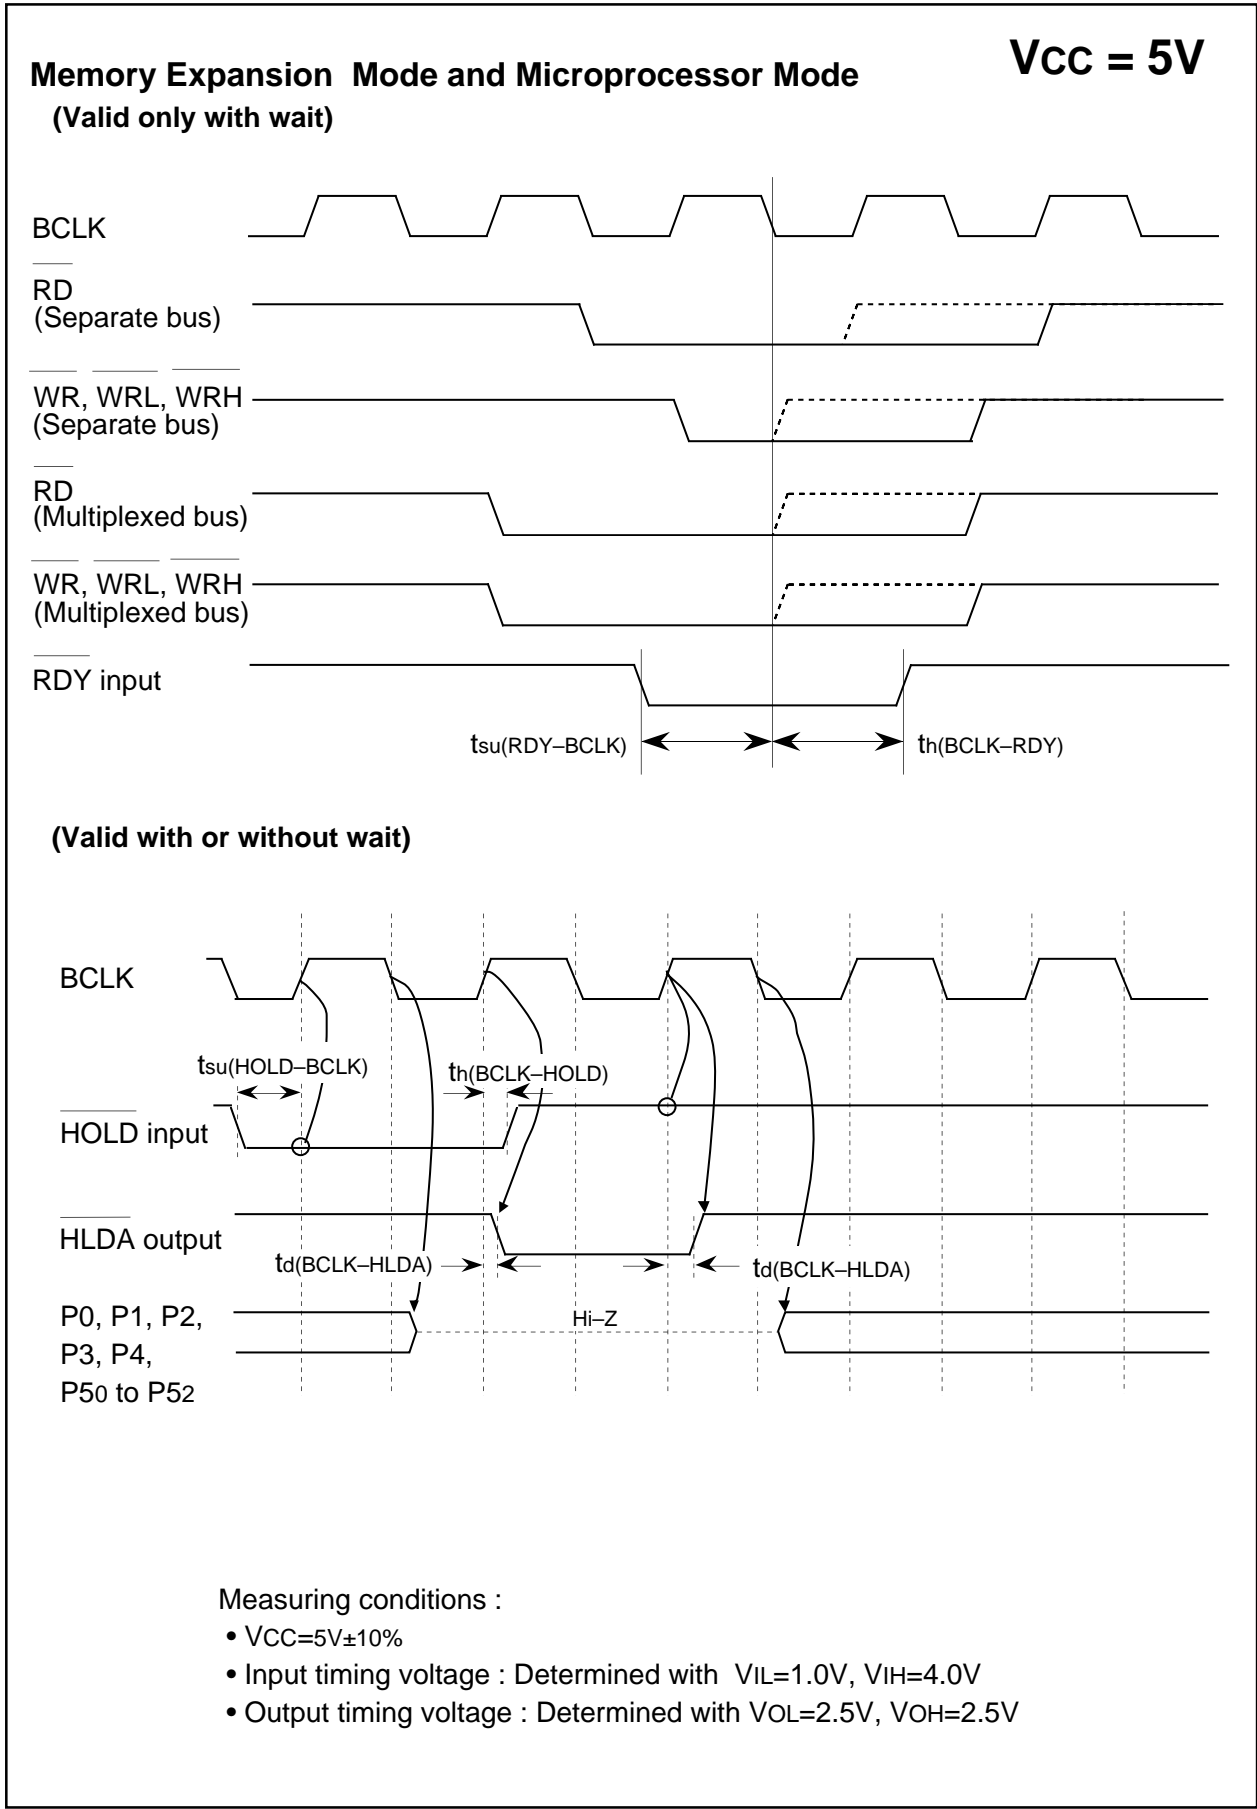 VCC = 5V
Memory Expansion Mode and Microprocessor Mode
(Valid only with wait)
BCLK
RD
(Separate bus)
WR, WRL, WRH
(Separate bus)
RD
(Multiplexed bus)
WR, WRL, WRH
(Multiplexed bus)
RDY input
tsu(RDY–BCLK)
th(BCLK–RDY)
(Valid with or without wait)
BCLK
tsu(HOLD–BCLK)
th(BCLK–HOLD)
HOLD input
HLDA output
td(BCLK–HLDA)
td(BCLK–HLDA)
P0, P1, P2,
P3, P4,
P50 to P52
Hi–Z
Measuring conditions :
• VCC=5V±10%
• Input timing voltage : Determined with VIL=1.0V, VIH=4.0V
• Output timing voltage : Determined with VOL=2.5V, VOH=2.5V